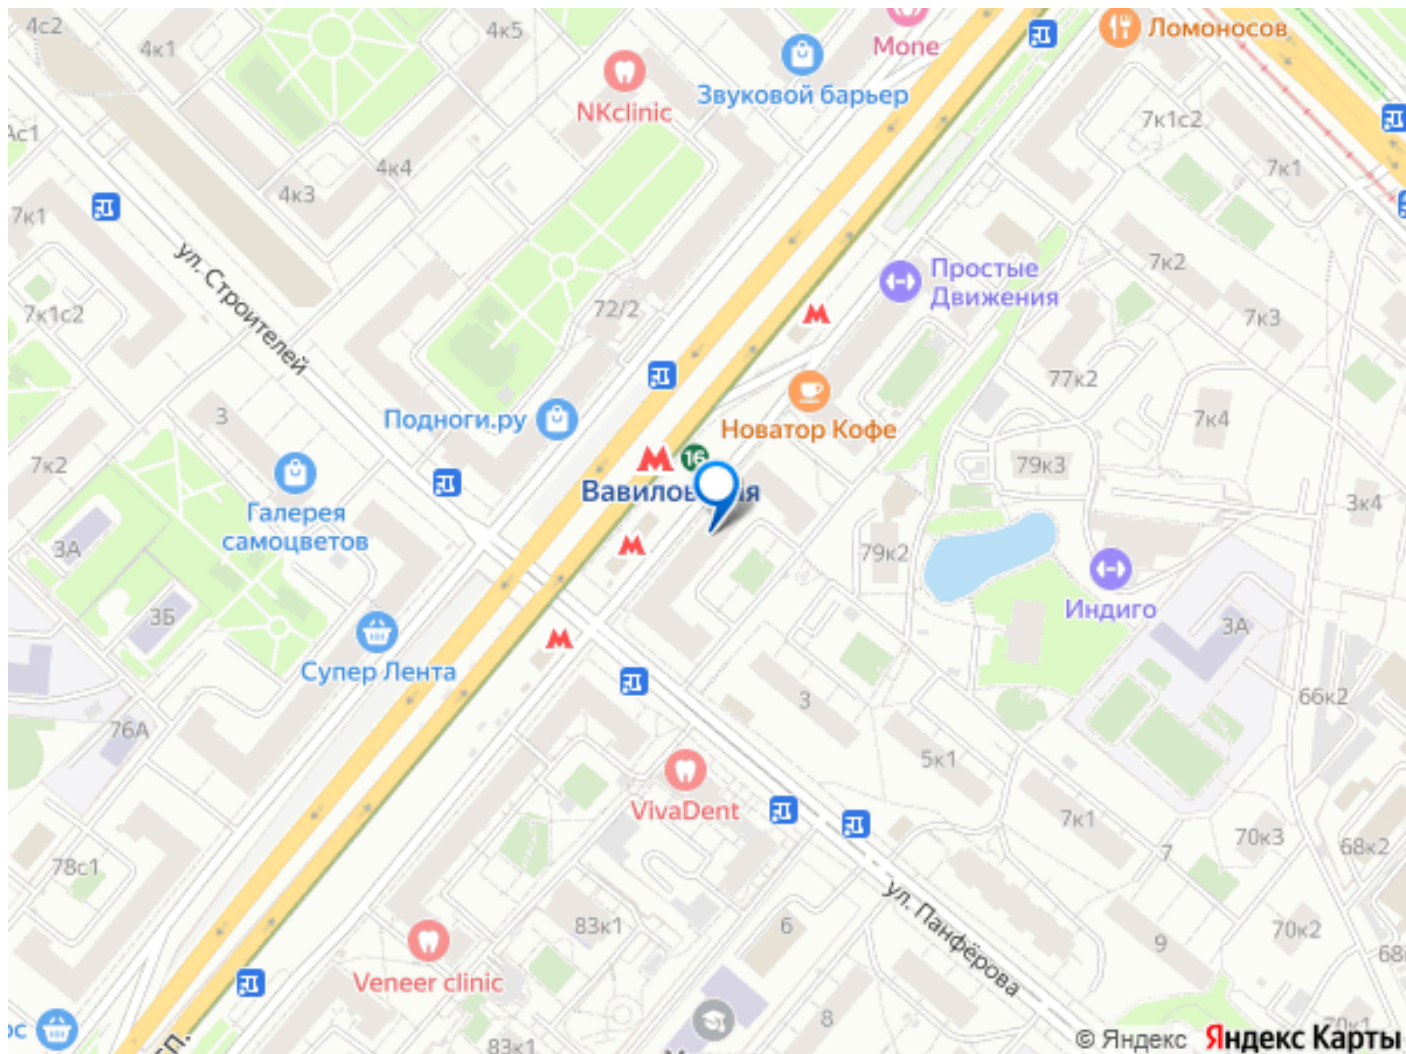 4с2
4к1
4к5
Mone
Ломоносов
NKclinic
Звуковой барьер
7к1с2
4к4
4к3
7к1
7к1
ул. Строителей
7к2
Простые
Движения
7к1с2
72/2
7к3
77к2
3
Подноги.ру
Новатор Кофе
7к4
7к2
16
79к3
Галерея
самоцветов
3к4
3А
79к2
3Б
Индиго
3А
Супер Лента
66к2
3
76А
5к1
VivaDent
7к1
7
70к3
68к2
78с1
ул. Панфёрова
83к1
6
9
70к2
Veneer clinic
8
83к1
© Яндекс
Яндекс Карты